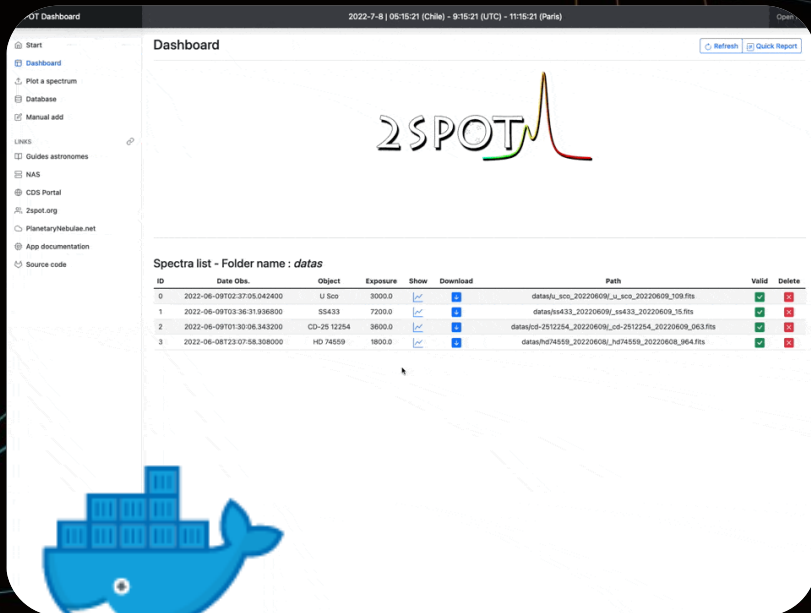 POT Dashboard
2022-7-8 | 05:15:21 (Chile) - 9:15:21 (UTC) - 11:15:21 (Paris)
Open
Start
Dashboard
Plot a spectrum
Database
Manual add
LINKS
Guides astronomes
NAS
CDS Portal
2spot.org
PlanetaryNebulae.net
App documentation
Source code
Dashboard
Refresh
Quick Report
2SPOT
Spectra list - Folder name : datas
ID Date Obs. Object Exposure Show Download Path Valid Delete
0 2022-06-09T02:37:05.042400 U Sco 3000.0 datas/u_sco_20220609/_u_sco_20220609_109.fits
1 2022-06-09T03:36:31.936800 SS433 7200.0 datas/ss433_20220609/_ss433_20220609_15.fits
2 2022-06-09T01:30:06.343200 CD-25 12254 3600.0 datas/cd-2512254_20220609/_cd-2512254_20220609_063.fits
3 2022-06-08T23:07:58.308000 HD 74559 1800.0 datas/hd74559_20220608/_hd74559_20220608_964.fits